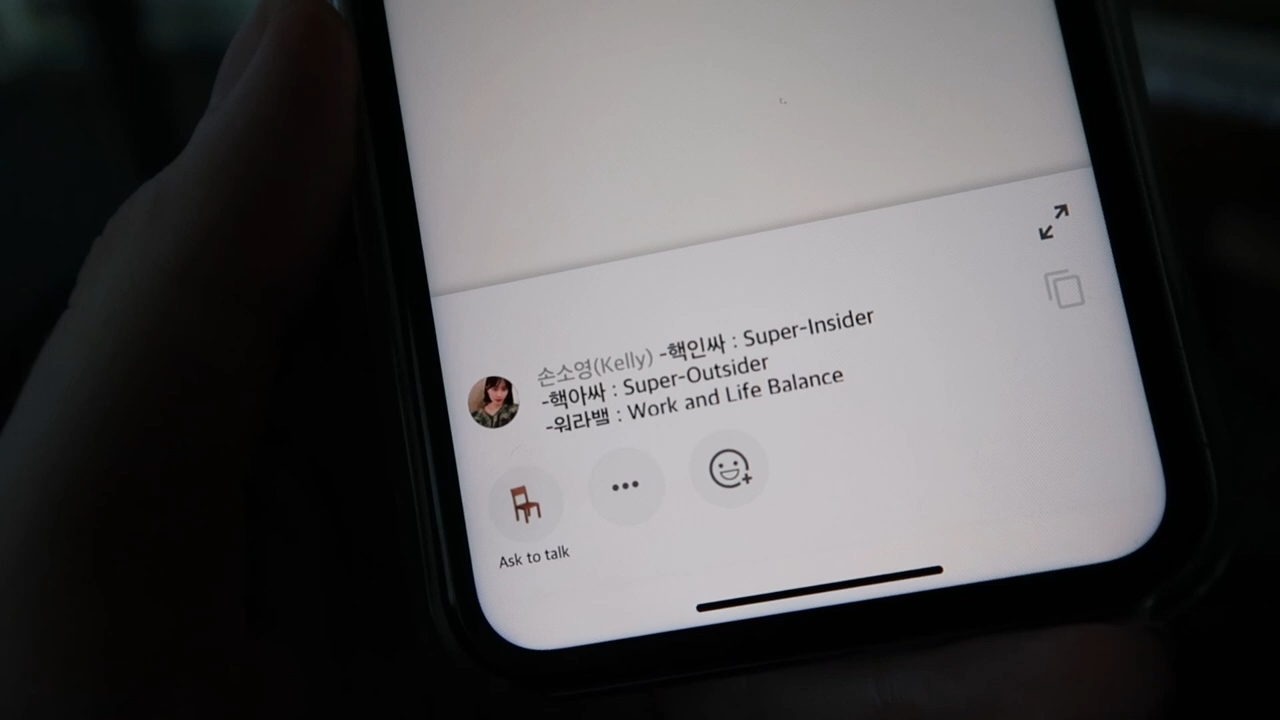 손소영(Kelly) -핵인싸 : Super-Insider
-핵아싸 : Super-Outsider
-워라밸 : Work and Life Balance
Ask to talk